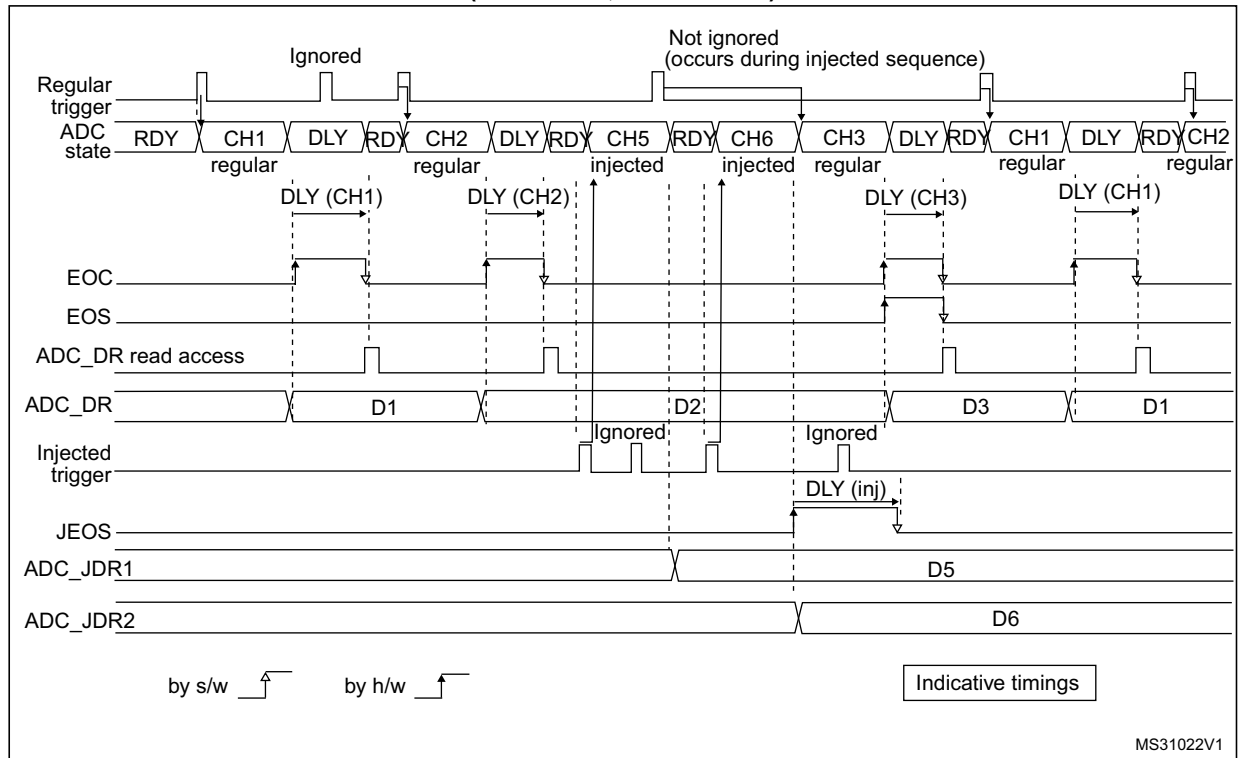 Ignored
Not ignored
(occurs during injected sequence)
Regular
trigger
ADC
state
RDY CH1 DLY RDY CH2 DLY RDY CH5 RDY CH6 CH3 DLY RDY CH1 DLY RDY CH2
regular regular injected injected regular regular regular
DLY (CH1) DLY (CH2) DLY (CH3) DLY (CH1)
EOC
EOS
ADC_DR read access
ADC_DR D1 D2 D3 D1
Ignored Ignored
Injected
trigger
DLY (inj)
JEOS
ADC_JDR1 D5
ADC_JDR2 D6
by s/w by h/w Indicative timings
MS31022V1